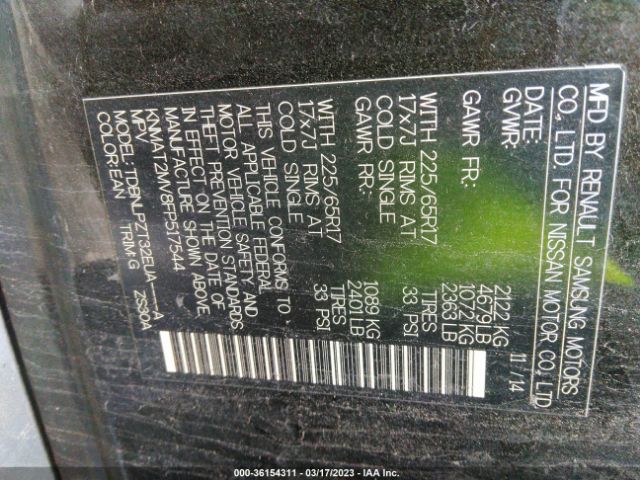 MFD BY RENAULT SAMSUNG MOTORS
CO., LTD. FOR NISSAN MOTOR CO., LTD
DATE: 11/14
GVWR: 2122 KG
4679 LB
GAWR FR: 1072 KG
2363 LB
WITH 225/65R17 TIRES
17x7J RIMS AT 33 PSI
COLD SINGLE
GAWR RR: 1089 KG
2401 LB
WITH 225/65R17 TIRES
17x7J RIMS AT 33 PSI
COLD SINGLE
THIS VEHICLE CONFORMS TO
ALL APPLICABLE FEDERAL
MOTOR VEHICLE SAFETY AND
THEFT PREVENTION STANDARDS
IN EFFECT ON THE DATE OF
MANUFACTURE SHOWN ABOVE
KNMAT2MV8FP517544
MPV
MODEL: TDBNLPZT32EUA-----A
COLOR: EAN TRIM: G ZS90A
000-36154311 - 03/17/2023 - IAA Inc.